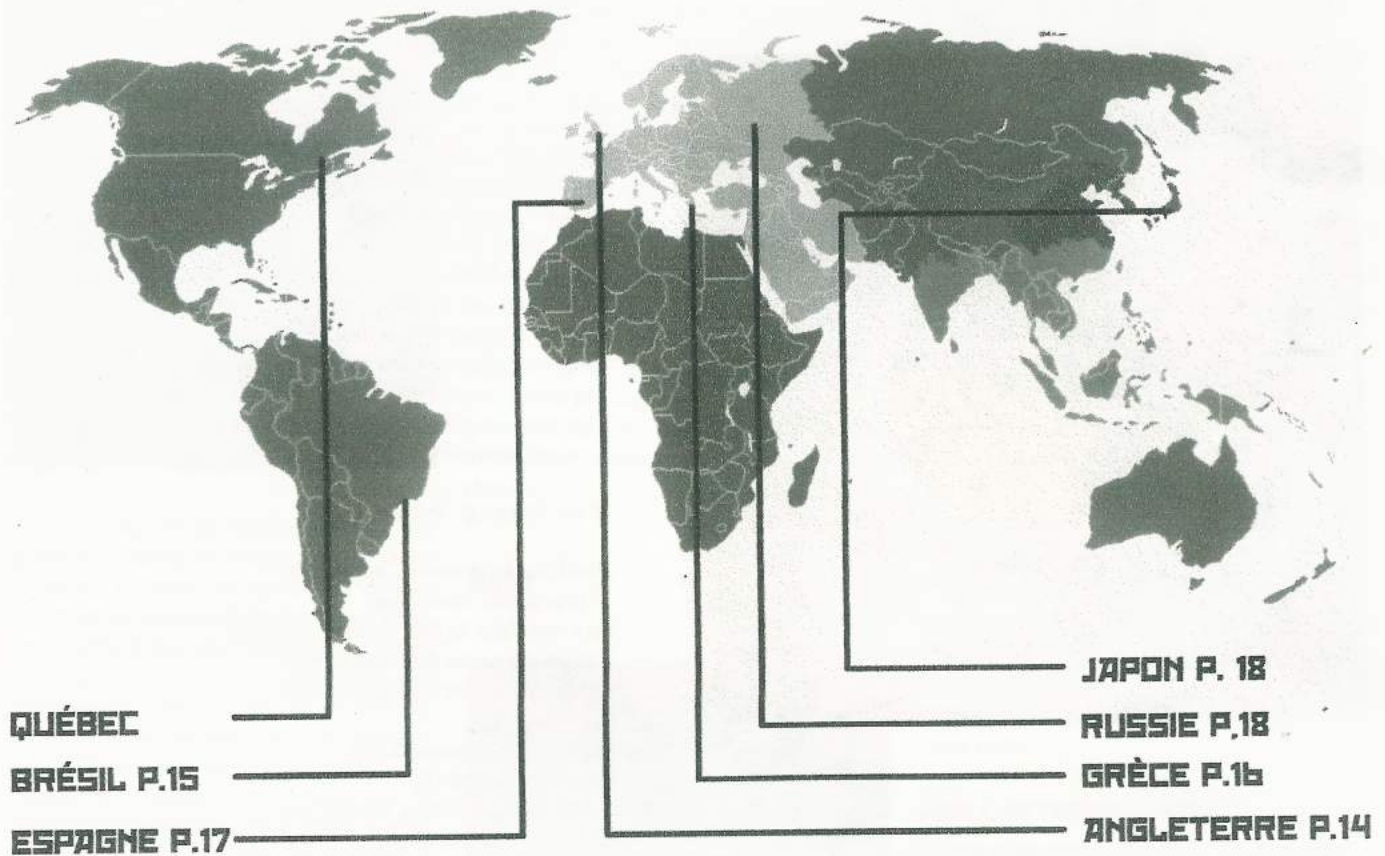 QUÉBEC
BRÉSIL P.15
ESPAGNE P.17
JAPON P. 18
RUSSIE P.18
GRÈCE P.16
ANGLETERRE P.14